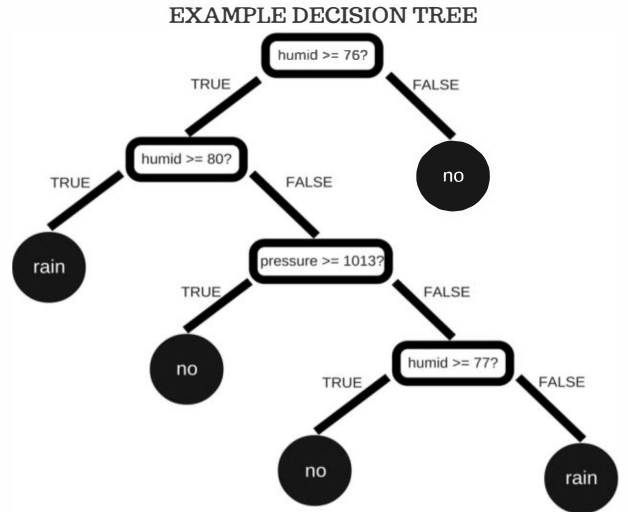 EXAMPLE DECISION TREE
humid >= 76?
TRUE
FALSE
humid >= 80?
no
TRUE
FALSE
rain
pressure >= 1013?
TRUE
FALSE
no
humid >= 77?
TRUE
FALSE
no
rain